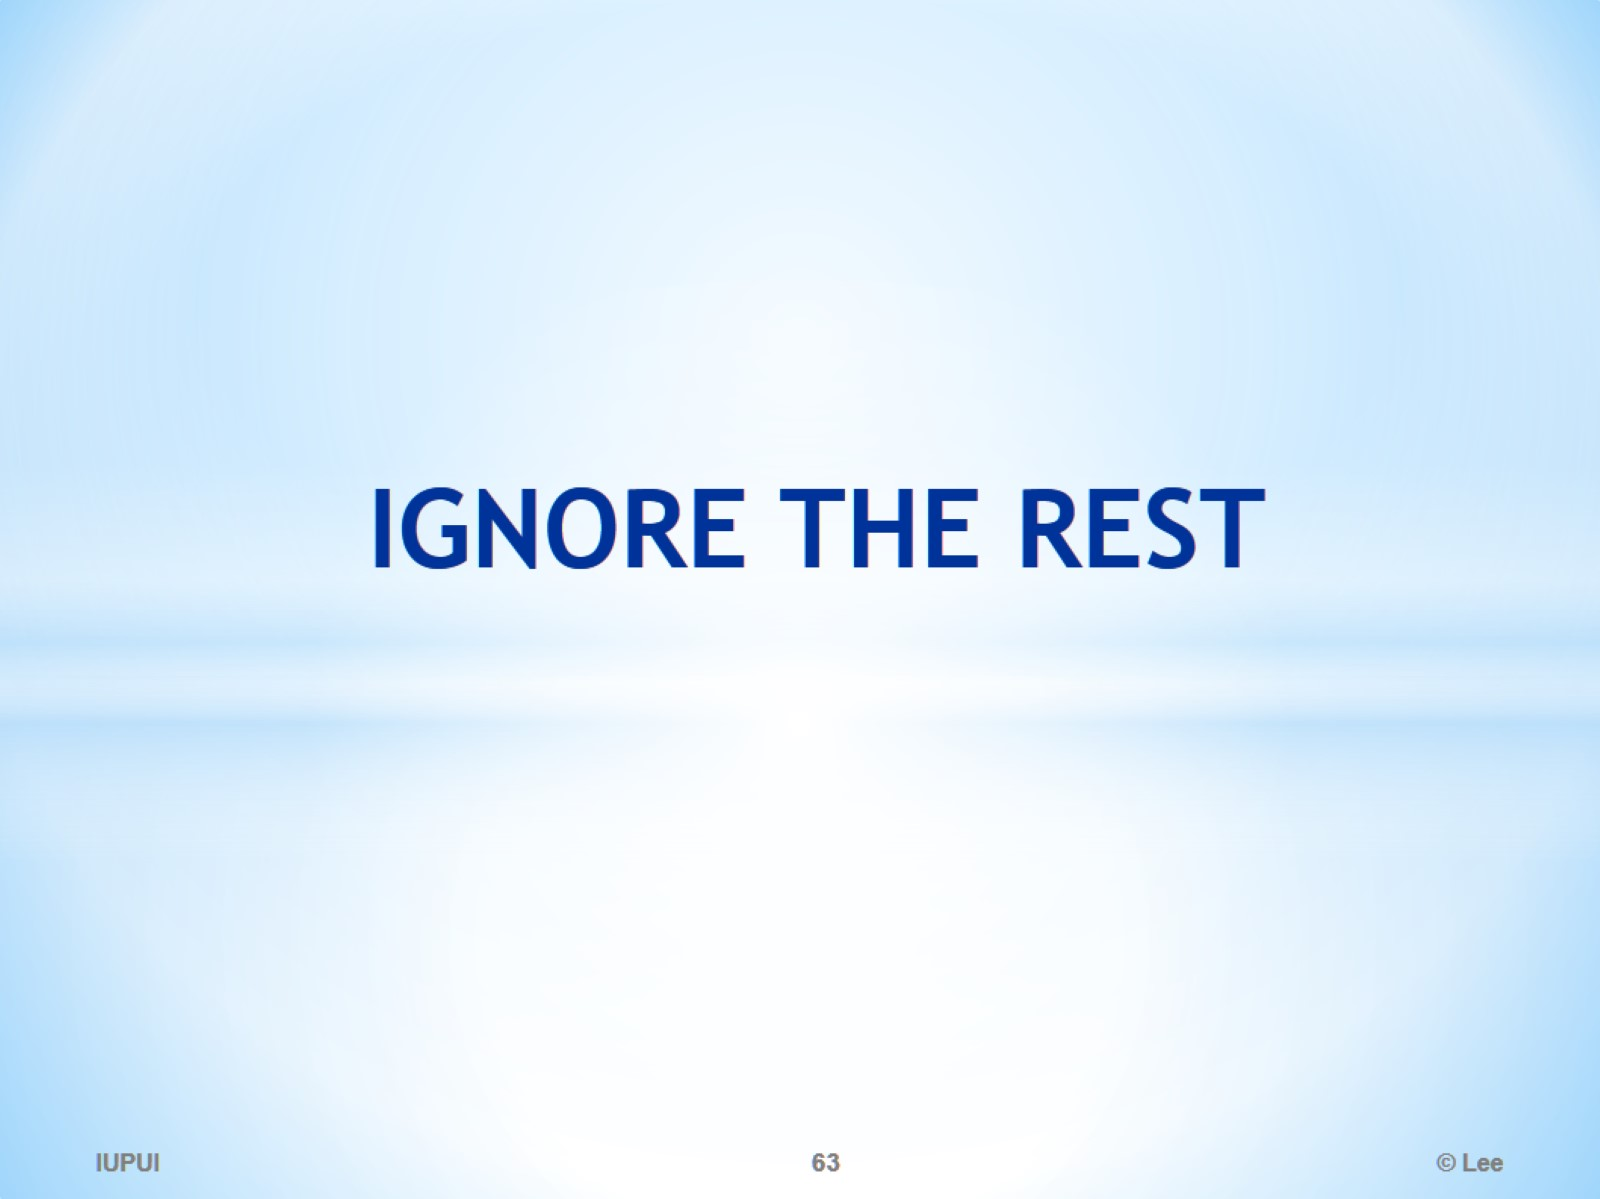 IGNORE THE REST
IUPUI
63
© Lee